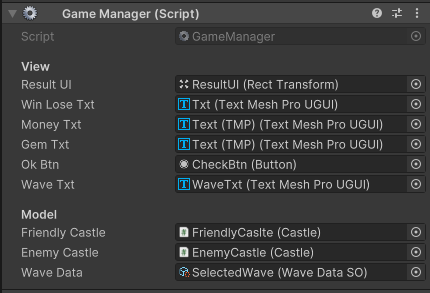 Game Manager (Script)
Script GameManager
View
Result UI ResultUI (Rect Transform)
Win Lose Txt Txt (Text Mesh Pro UGUI)
Money Txt Text (TMP) (Text Mesh Pro UGUI)
Gem Txt Text (TMP) (Text Mesh Pro UGUI)
Ok Btn CheckBtn (Button)
Wave Txt WaveTxt (Text Mesh Pro UGUI)
Model
Friendly Castle FriendlyCaslte (Castle)
Enemy Castle EnemyCastle (Castle)
Wave Data SelectedWave (Wave Data SO)